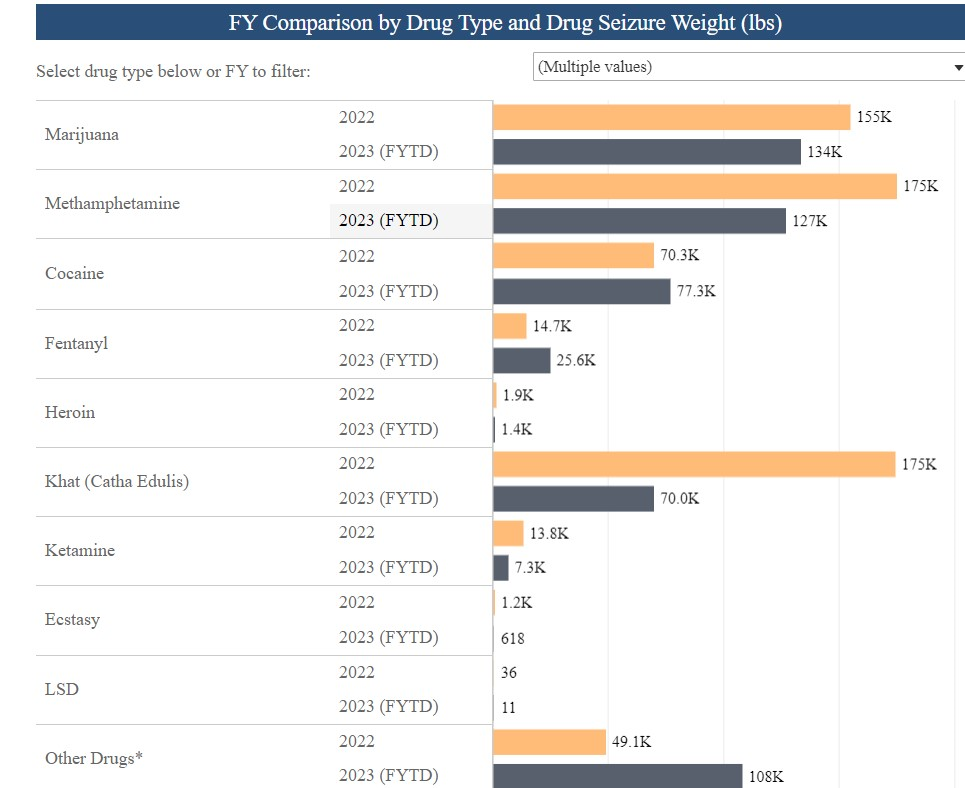 FY Comparison by Drug Type and Drug Seizure Weight (lbs)
Select drug type below or FY to filter:
(Multiple values)
Marijuana
2022
155K
2023 (FYTD)
134K
Methamphetamine
2022
175K
2023 (FYTD)
127K
Cocaine
2022
70.3K
2023 (FYTD)
77.3K
Fentanyl
2022
14.7K
2023 (FYTD)
25.6K
Heroin
2022
1.9K
2023 (FYTD)
1.4K
Khat (Catha Edulis)
2022
175K
2023 (FYTD)
70.0K
Ketamine
2022
13.8K
2023 (FYTD)
7.3K
Ecstasy
2022
1.2K
2023 (FYTD)
618
LSD
2022
36
2023 (FYTD)
11
Other Drugs*
2022
49.1K
2023 (FYTD)
108K